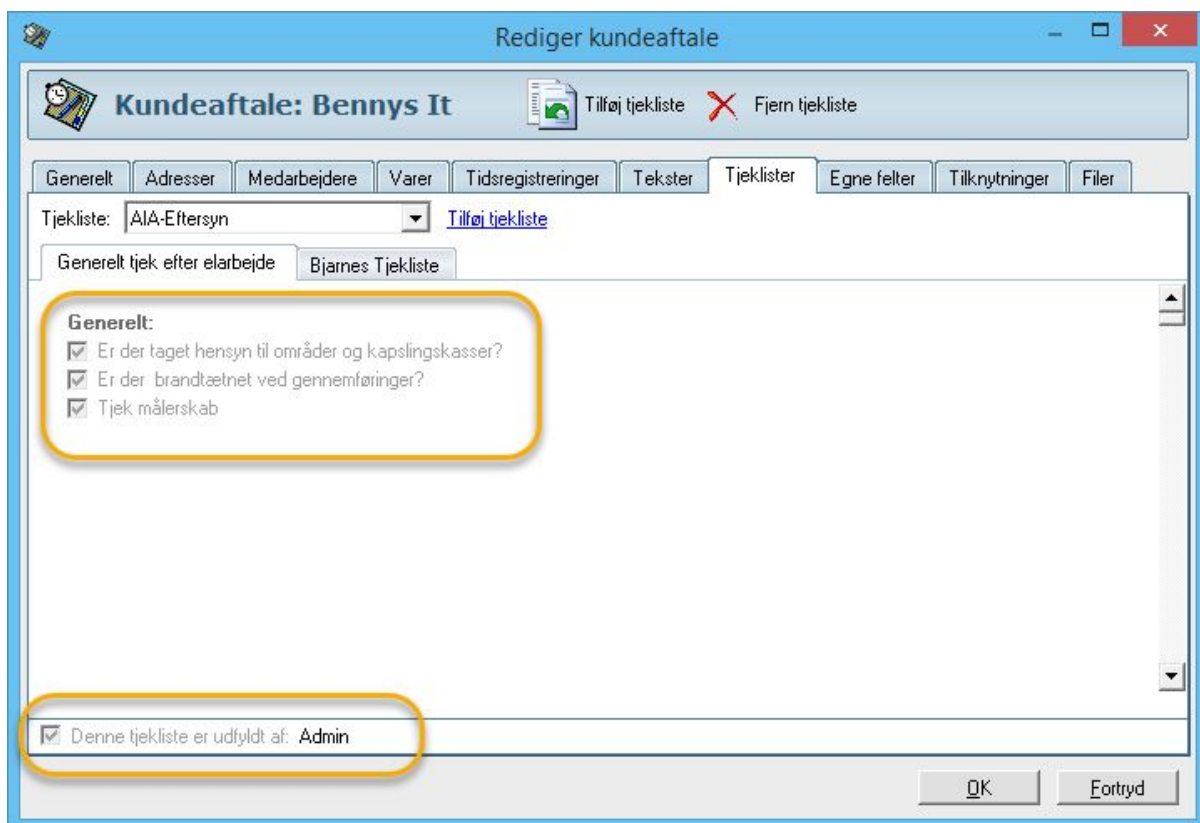 Rediger kundeaftale
Kundeaftale: Bennys It Tilføj tjekliste Fjern tjekliste
Generelt Adresser Medarbejdere Varer Tidsregistreringer Tekster Tjeklister Egne felter Tilknytninger Filer
Tjekliste: AIA-Eftersyn Tilføj tjekliste
Generelt tjek efter elarbejde Bjarnes Tjekliste
Generelt:
Er der taget hensyn til områder og kapslingskasser?
Er der brandtætnet ved gennemføringer?
Tjek målerskab
Denne tjekliste er udfyldt af: Admin
OK Fortryd